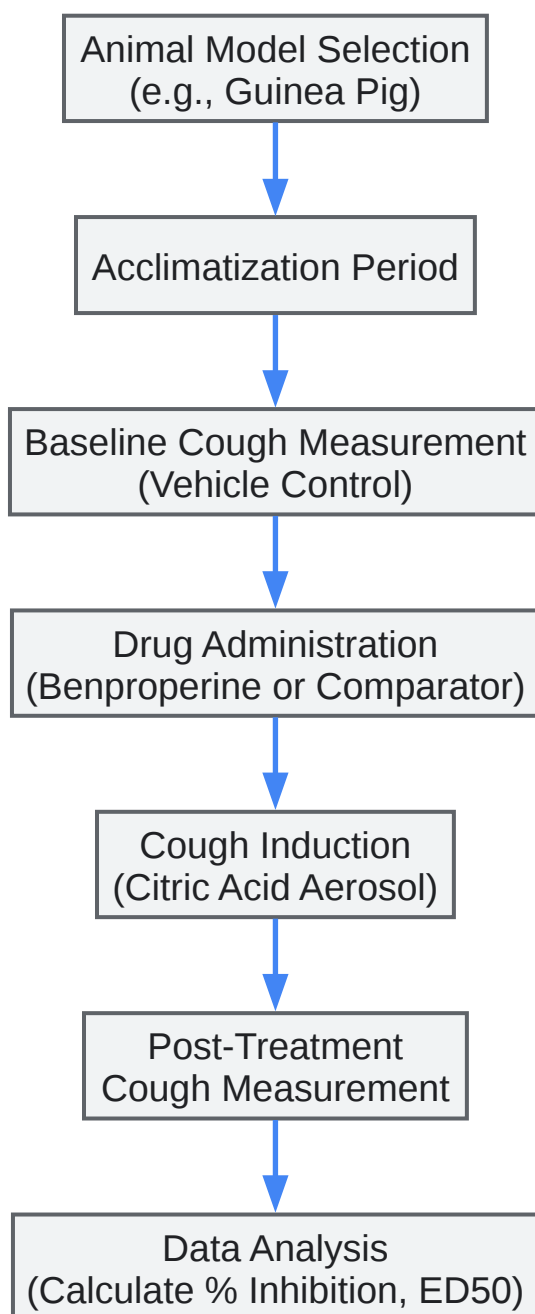 Animal Model Selection
(e.g., Guinea Pig)
Acclimatization Period
Baseline Cough Measurement
(Vehicle Control)
Drug Administration
(Benproperine or Comparator)
Cough Induction
(Citric Acid Aerosol)
Post-Treatment
Cough Measurement
Data Analysis
(Calculate % Inhibition, ED50)